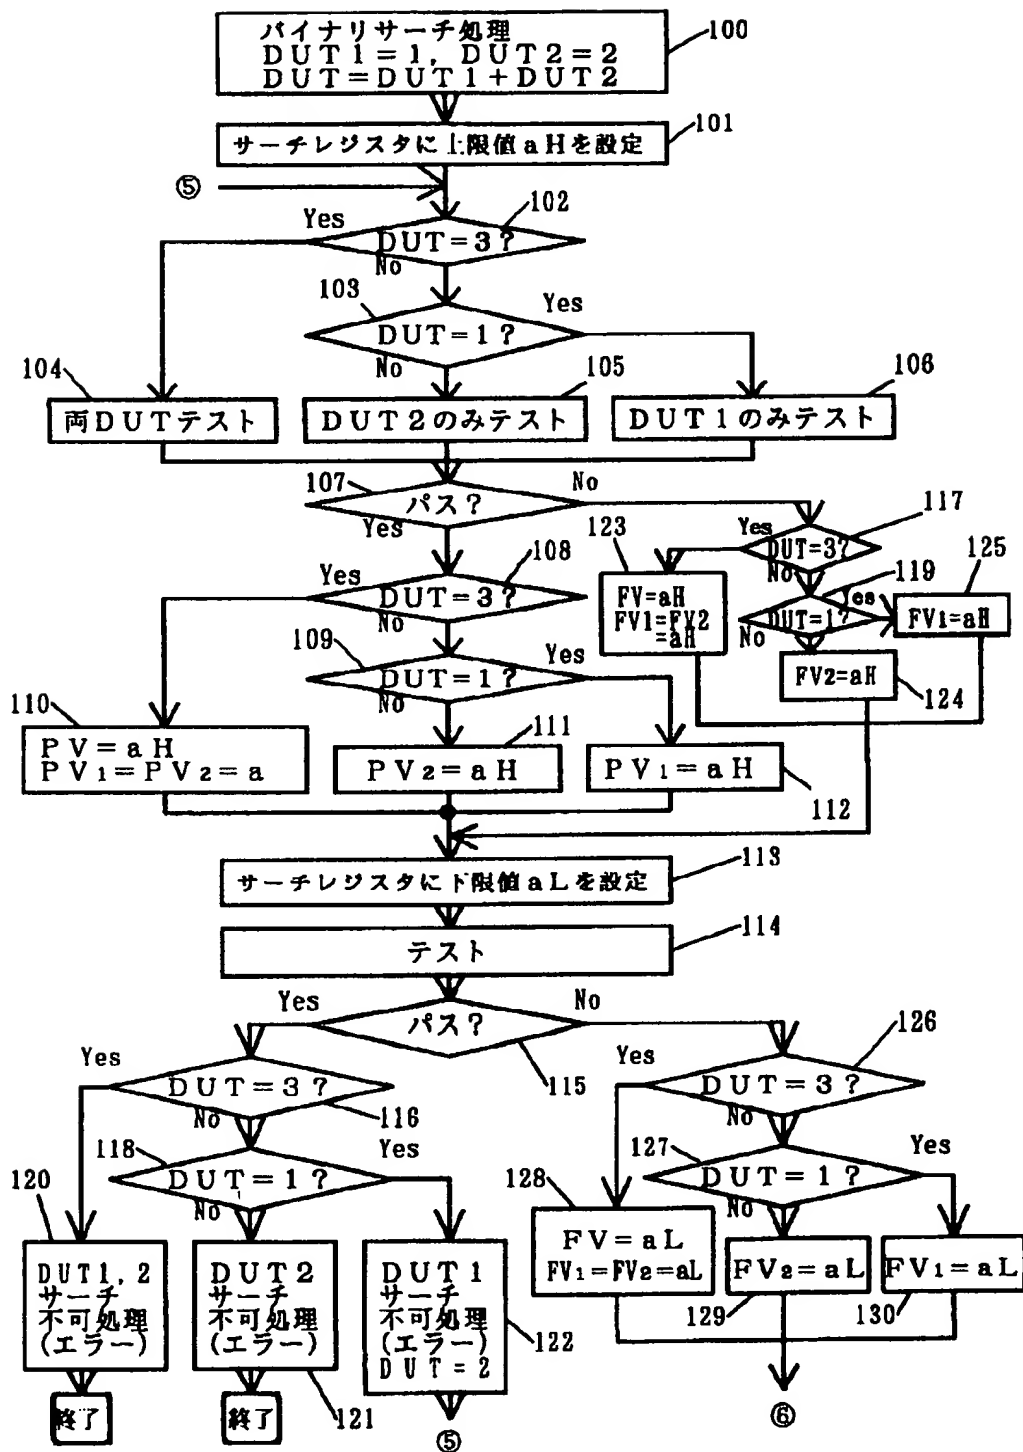 バイナリサーチ処理
DUT1=1, DUT2=2
DUT=DUT1+DUT2
100
サーチレジスタに上限値aHを設定
101
⑤
102
Yes
DUT=3?
No
103
Yes
DUT=1?
No
104
105
106
両DUTテスト
DUT2のみテスト
DUT1のみテスト
107
パス?
No
Yes
117
Yes
DUT=3?
No
123
FV=aH
FV1=FV2
=aH
119
Yes
DUT=1?
No
125
FV1=aH
FV2=aH
124
108
Yes
DUT=3?
No
109
Yes
DUT=1?
No
110
PV=aH
PV1=PV2=a
111
PV2=aH
PV1=aH
112
サーチレジスタに下限値aLを設定
113
テスト
114
Yes
パス?
No
115
Yes
DUT=3?
No
116
118
Yes
DUT=1?
No
120
DUT1,2
サーチ
不可処理
(エラー)
終了
DUT2
サーチ
不可処理
(エラー)
121
終了
DUT1
サーチ
不可処理
(エラー)
DUT=2
122
⑤
126
Yes
DUT=3?
No
127
Yes
DUT=1?
No
128
FV=aL
FV1=FV2=aL
FV2=aL
129
FV1=aL
130
⑥